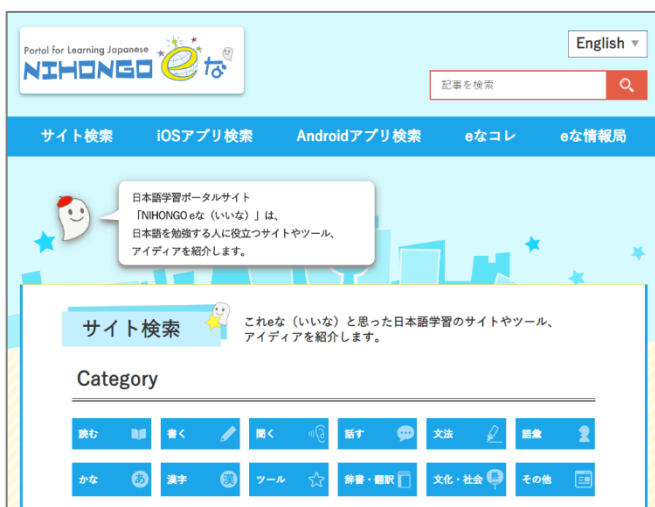 Portal for Learning Japanese
NIHONGO eな
English ▼
記事を検索
サイト検索 iOSアプリ検索 Androidアプリ検索 eなコレ eな情報局
日本語学習ポータルサイト
「NIHONGO eな（いいな）」は、
日本語を勉強する人に役立つサイトやツール、
アイディアを紹介します。
サイト検索
これeな（いいな）と思った日本語学習のサイトやツール、
アイディアを紹介します。
Category
読む 書く 聞く 話す 文法 語彙
かな あ 漢字 漢 ツール 辞書・翻訳 文化・社会 その他